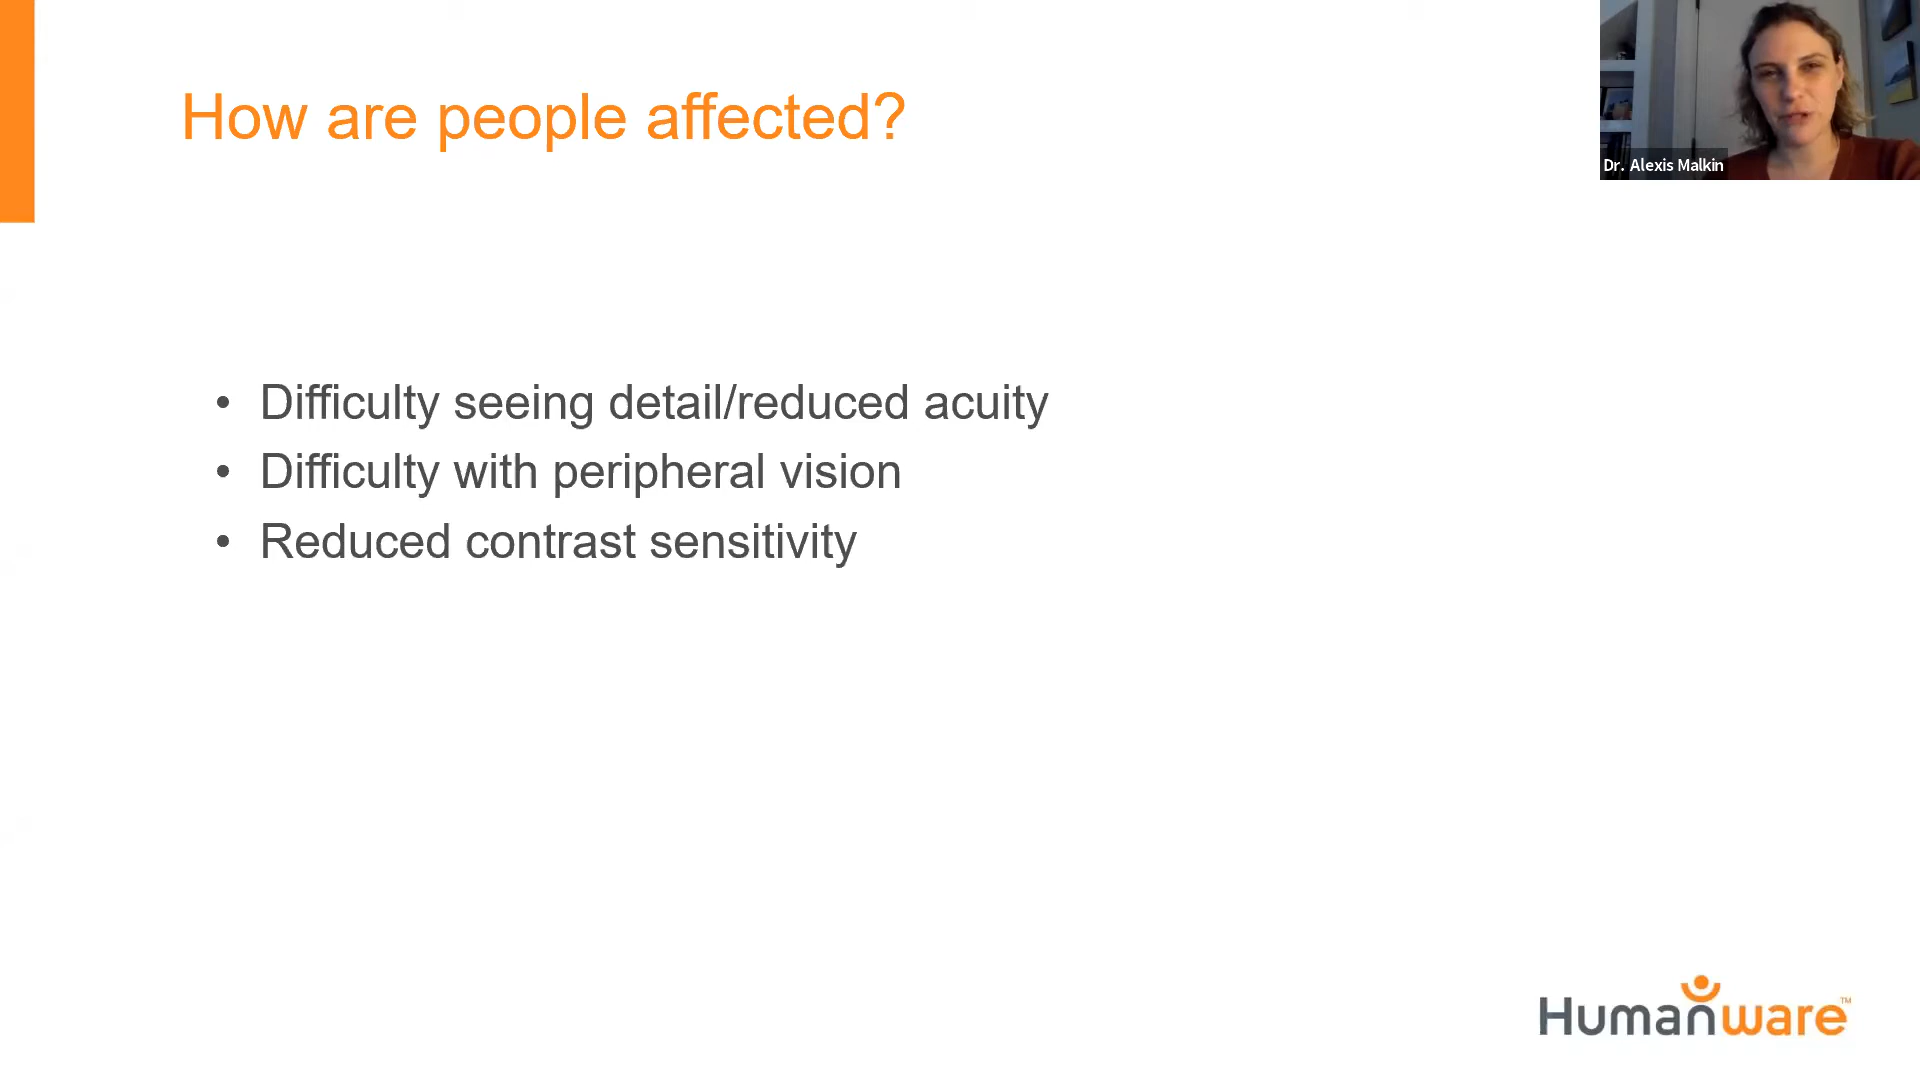 How are people affected?
Dr. Alexis Malkin
• Difficulty seeing detail/reduced acuity
• Difficulty with peripheral vision
• Reduced contrast sensitivity
Humanware™